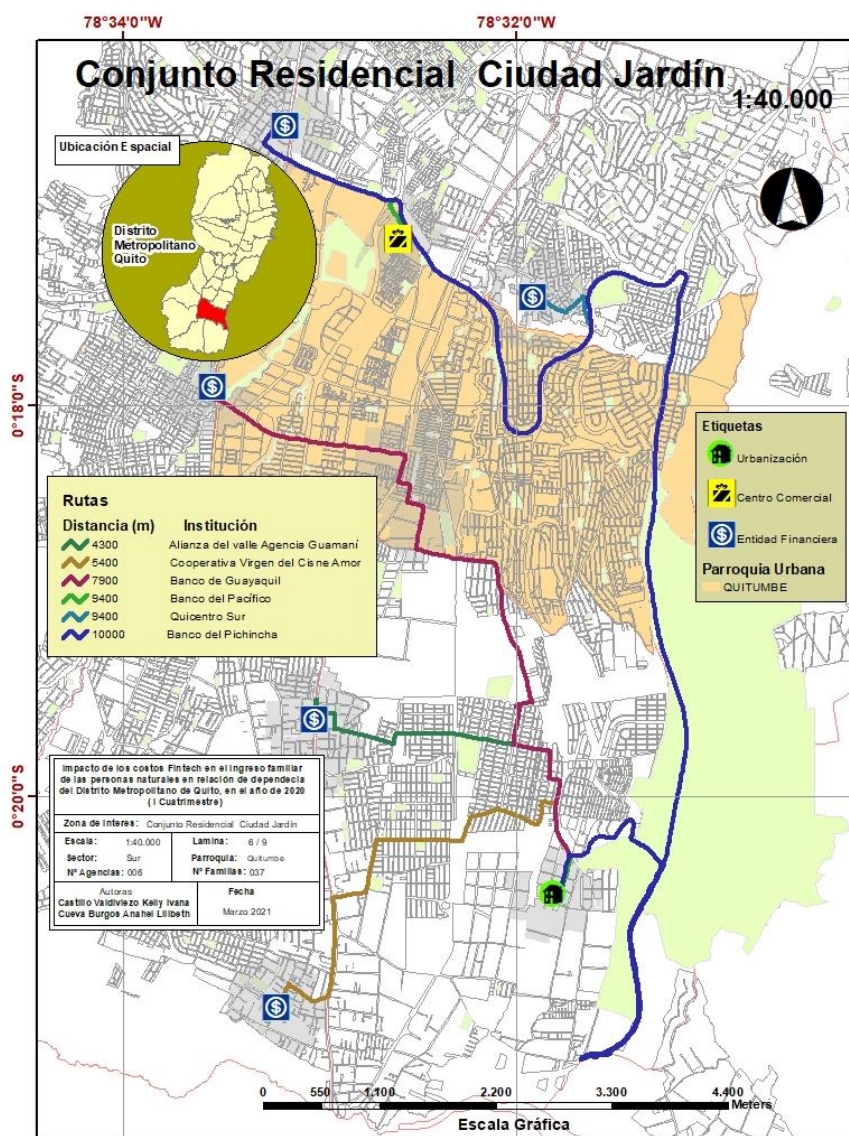 78°34'0"W
78°32'0"W
Conjunto Residencial Ciudad Jardín
1:40.000
Ubicación Espacial
Distrito
Metropolitano
Quito
0°18'0"S
Etiquetas
Urbanización
Centro Comercial
Entidad Financiera
Parroquia Urbana
QUITUMBE
Rutas
Distancia (m) Institución
4300 Alianza del valle Agencia Guamaní
5400 Cooperativa Virgen del Cisne Amor
7900 Banco de Guayaquil
9400 Banco del Pacífico
9400 Quicentro Sur
10000 Banco del Pichincha
0°20'0"S
Impacto de los costos Fintech en el ingreso familiar
de las personas naturales en relación de dependecia
del Distrito Metropolitano de Quito, en el año de 2020
(I Cuatrimestre)
Zona de Interes: Conjunto Residencial Ciudad Jardín
Escala: 1:40.000 Lamina: 6 / 9
Sector: Sur Parroquia: Quitumbe
Nº Agencias: 006 Nº Familias: 037
Autoras Fecha
Castillo Valdiviezo Kelly Ivana
Cueva Burgos Anahel Lilibeth
Marzo 2021
0 550 1.100 2.200 3.300 4.400
Meters
Escala Gráfica